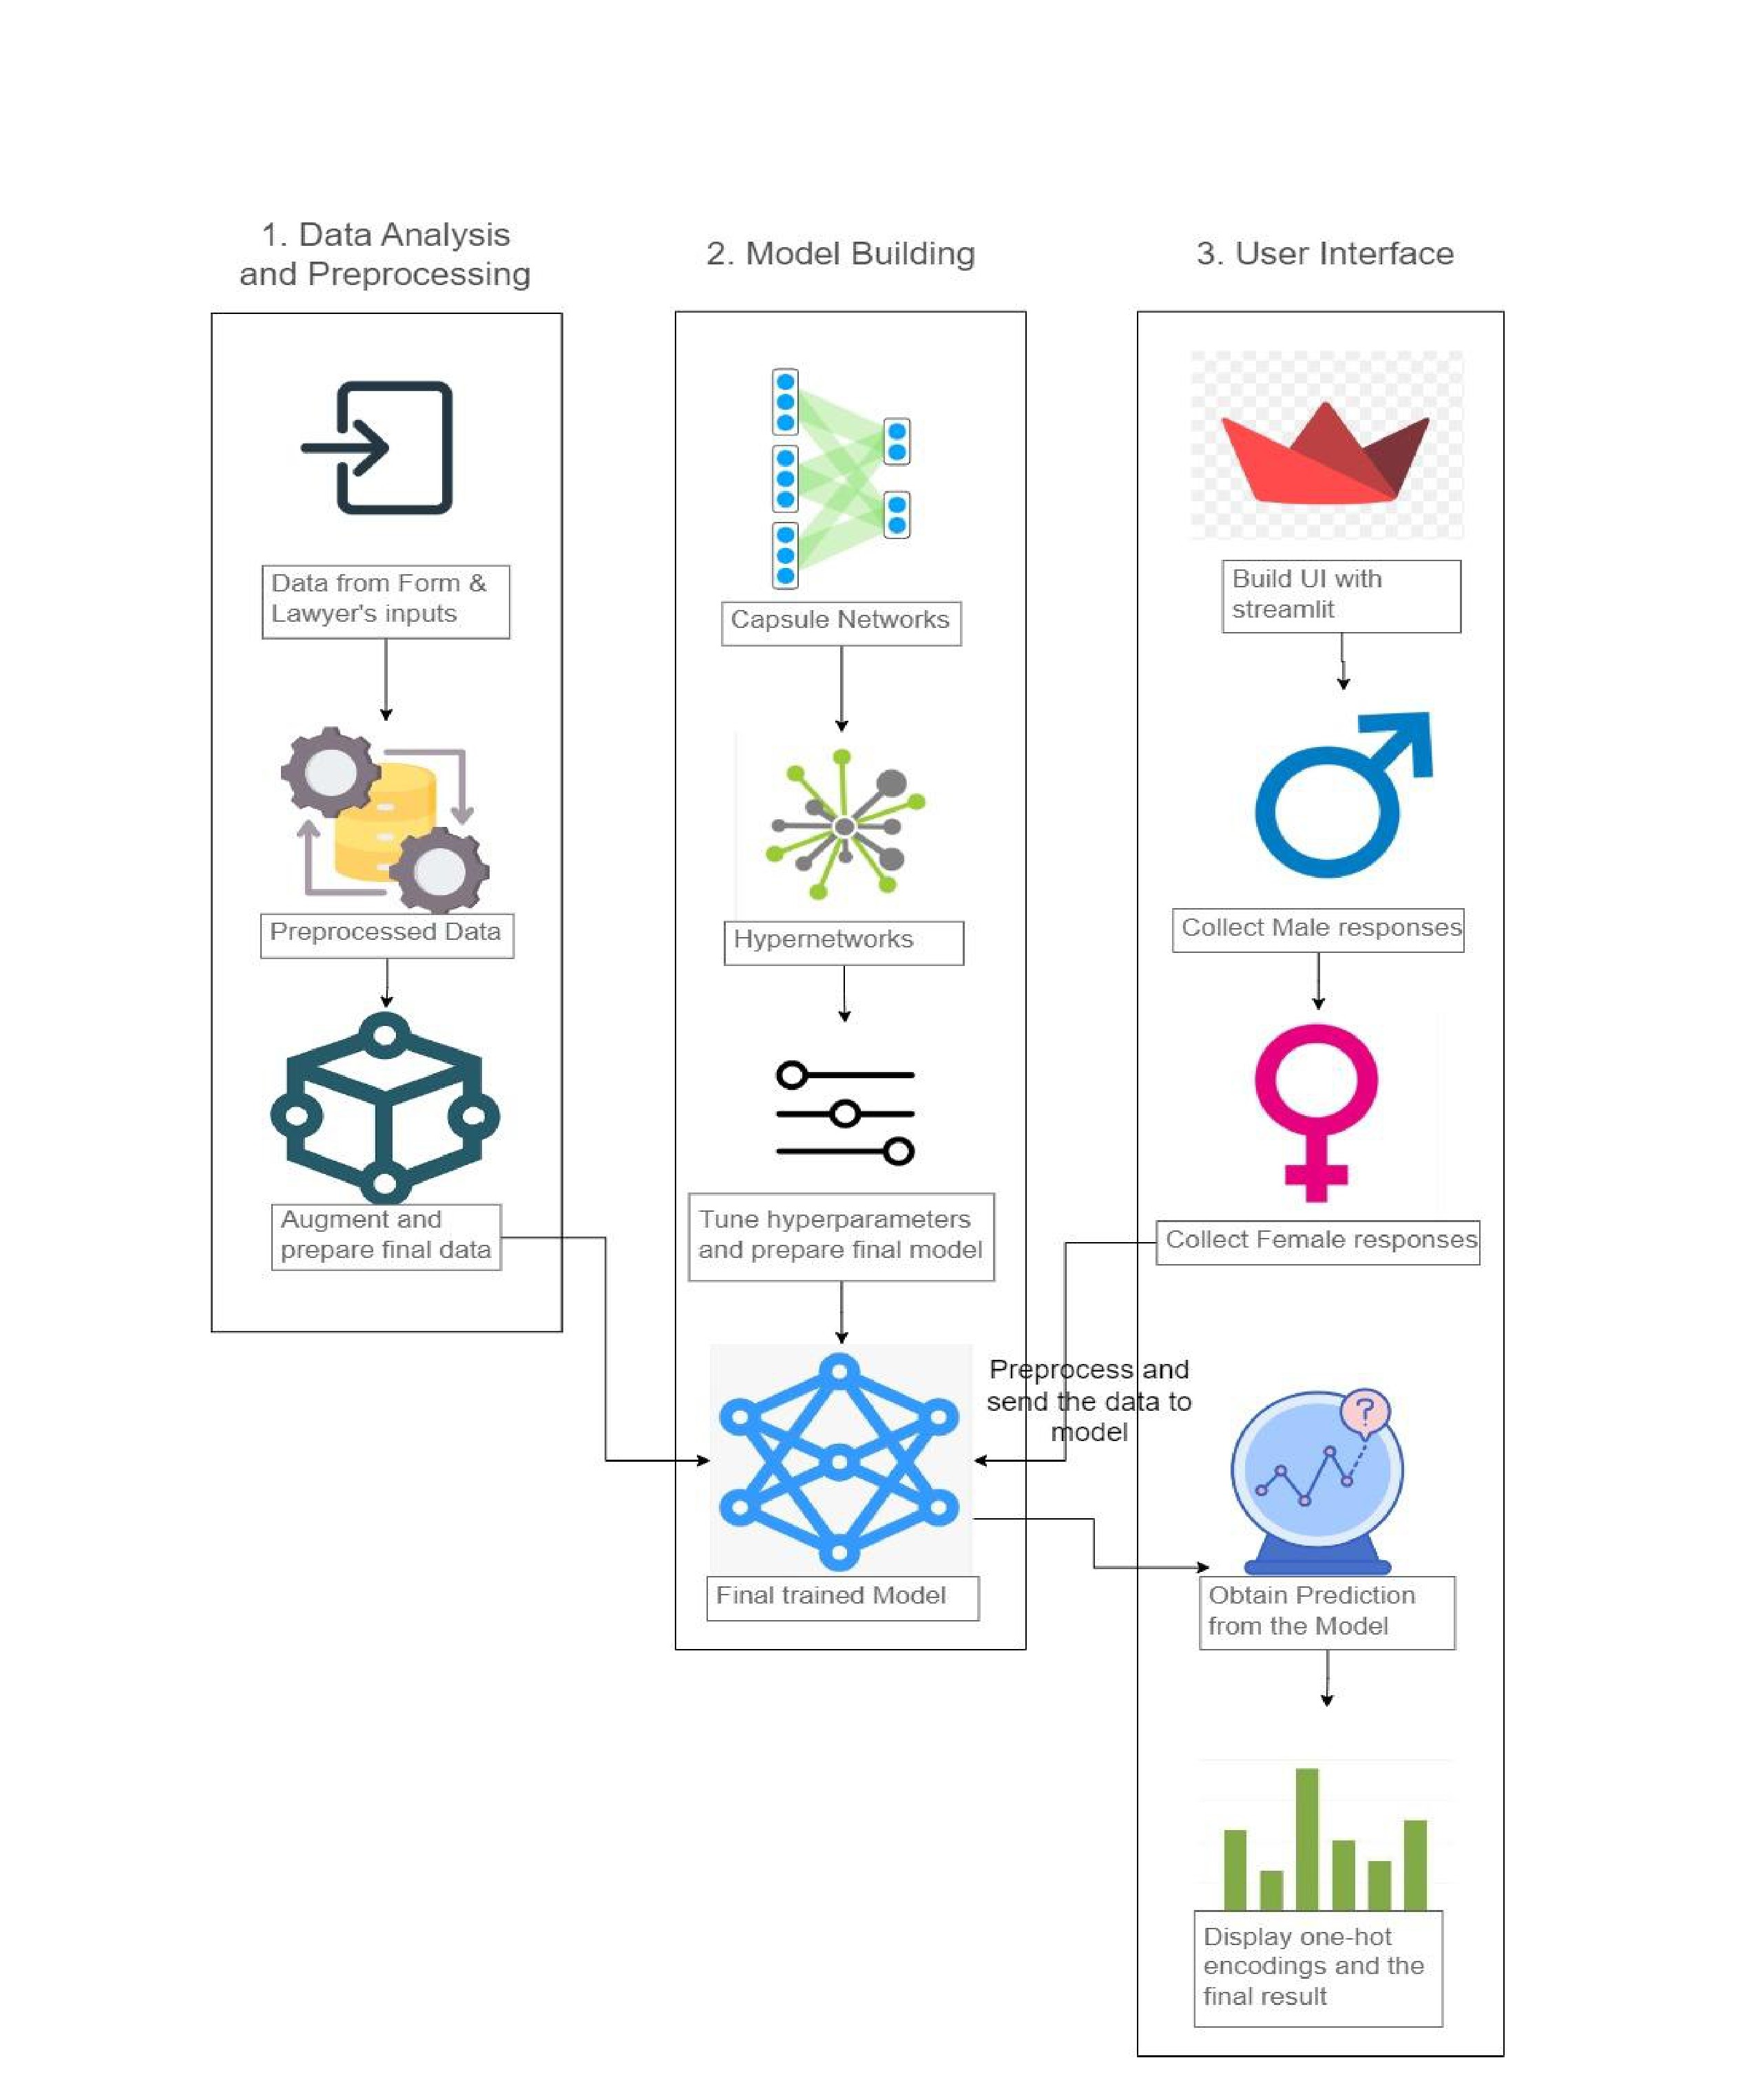 1. Data Analysis
and Preprocessing
Data from Form &
Lawyer's inputs
Preprocessed Data
Augment and
prepare final data
2. Model Building
Capsule Networks
Hypernetworks
Tune hyperparameters
and prepare final model
Final trained Model
Preprocess and
send the data to
model
3. User Interface
Build UI with
streamlit
Collect Male responses
Collect Female responses
?
Obtain Prediction
from the Model
Display one-hot
encodings and the
final result